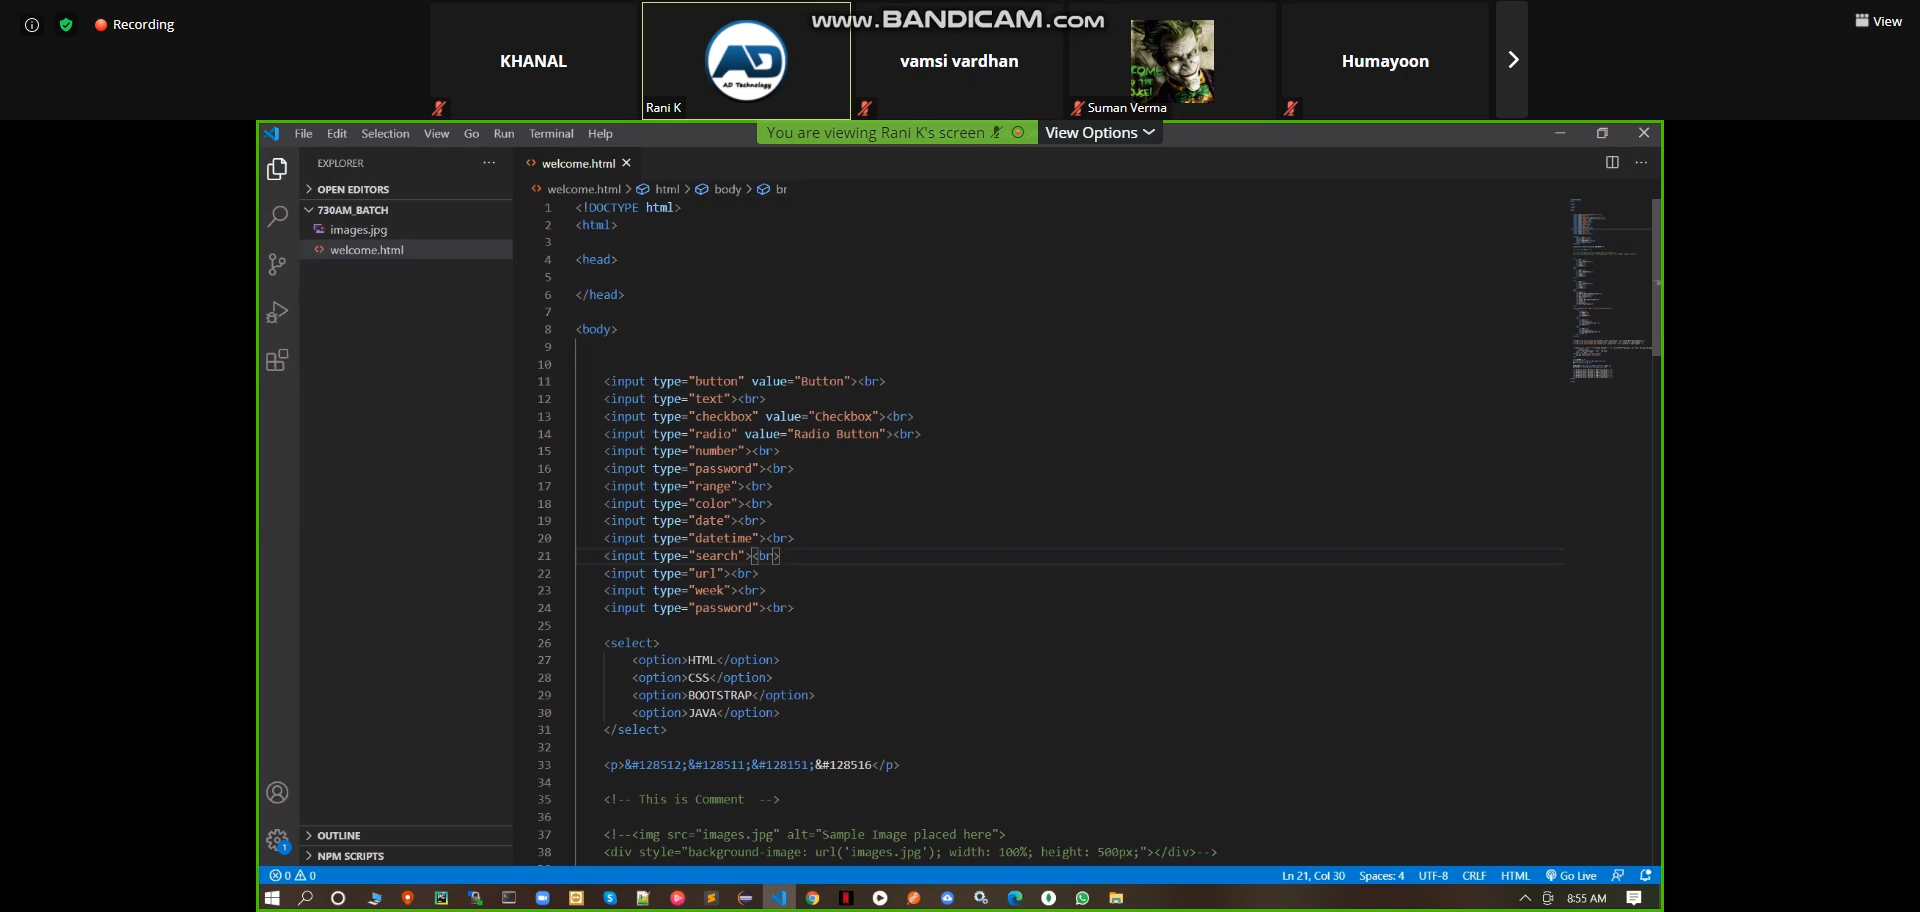 Recording
www.BANDICAM.com
View
KHANAL
AD Technology
Rani K
vamsi vardhan
Suman Verma
Humayoon
File Edit Selection View Go Run Terminal Help
You are viewing Rani K's screen
View Options
EXPLORER
welcome.html
OPEN EDITORS
welcome.html > html > body > br
730AM_BATCH
images.jpg
welcome.html
1 <!DOCTYPE html>
2 <html>
3
4 <head>
5
6 </head>
7
8 <body>
9
10
11 <input type="button" value="Button"><br>
12 <input type="text"><br>
13 <input type="checkbox" value="Checkbox"><br>
14 <input type="radio" value="Radio Button"><br>
15 <input type="number"><br>
16 <input type="password"><br>
17 <input type="range"><br>
18 <input type="color"><br>
19 <input type="date"><br>
20 <input type="datetime"><br>
21 <input type="search"><br>
22 <input type="url"><br>
23 <input type="week"><br>
24 <input type="password"><br>
25
26 <select>
27 <option>HTML</option>
28 <option>CSS</option>
29 <option>BOOTSTRAP</option>
30 <option>JAVA</option>
31 </select>
32
33 <p>&#128512;&#128511;&#128151;&#128516</p>
34
35 <!-- This is Comment -->
36
37 <!--<img src="images.jpg" alt="Sample Image placed here">
38 <div style="background-image: url('images.jpg'); width: 100%; height: 500px;"></div>-->
OUTLINE
NPM SCRIPTS
1
0 0
Ln 21, Col 30 Spaces: 4 UTF-8 CRLF HTML Go Live
8:55 AM